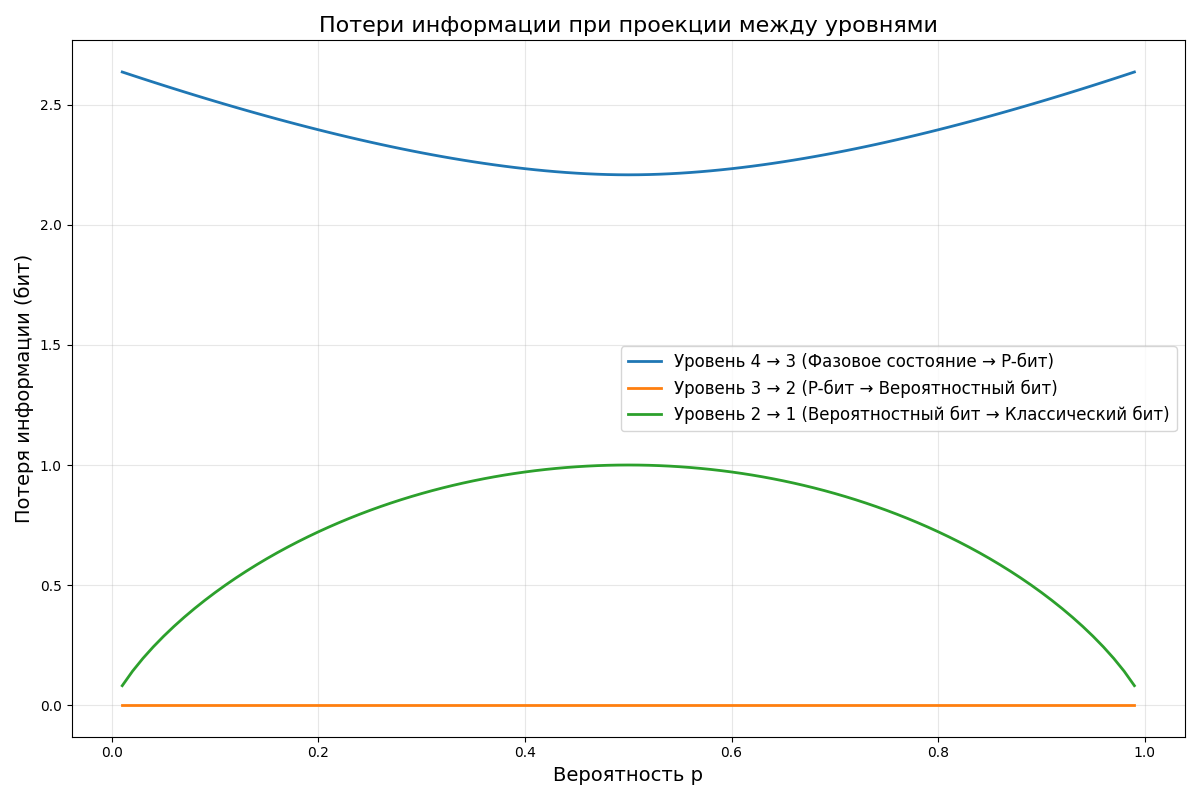 Потери информации при проекции между уровнями
Потеря информации (бит)
2.5
2.0
1.5
1.0
0.5
0.0
Уровень 4 → 3 (Фазовое состояние → Р-бит)
Уровень 3 → 2 (Р-бит → Вероятностный бит)
Уровень 2 → 1 (Вероятностный бит → Классический бит)
0.0 0.2 0.4 0.6 0.8 1.0
Вероятность p